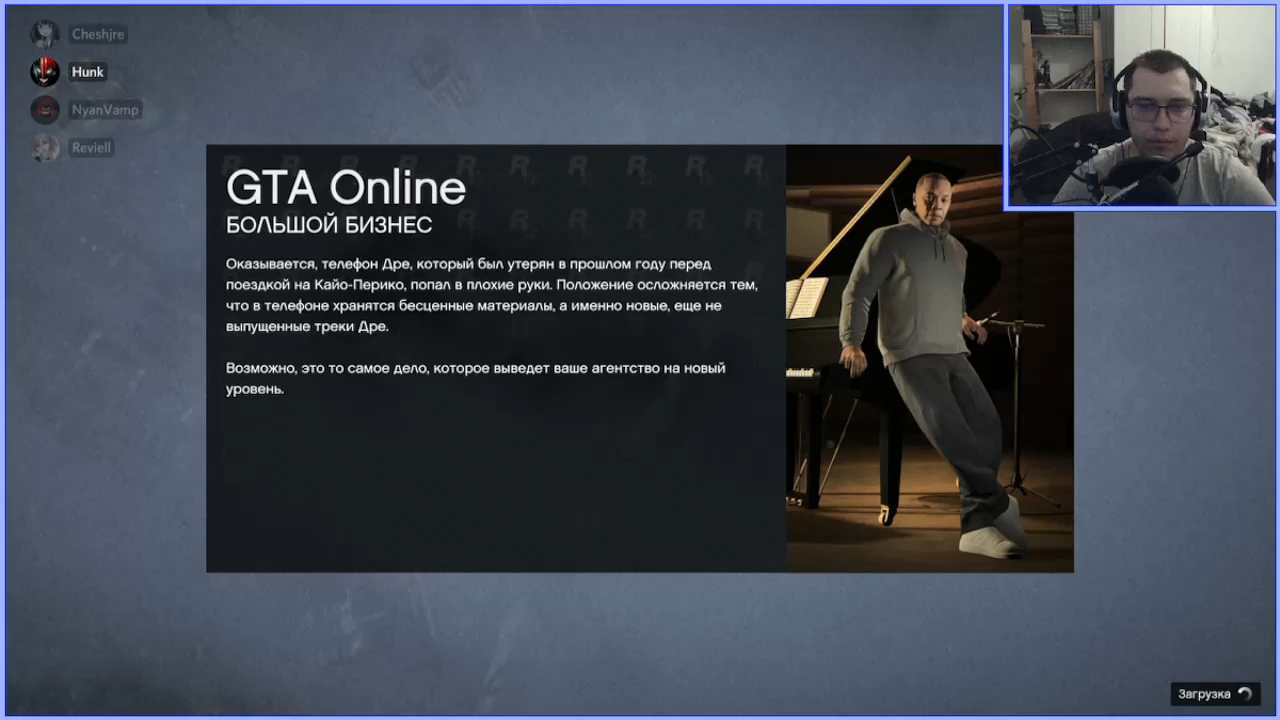 Cheshjre
Hunk
NyanVamp
Reviell
GTA Online
БОЛЬШОЙ БИЗНЕС
Оказывается, телефон Дре, который был утерян в прошлом году перед
поездкой на Кайо-Перико, попал в плохие руки. Положение осложняется тем,
что в телефоне хранятся бесценные материалы, а именно новые, еще не
выпущенные треки Дре.
Возможно, это то самое дело, которое выведет ваше агентство на новый
уровень.
Загрузка